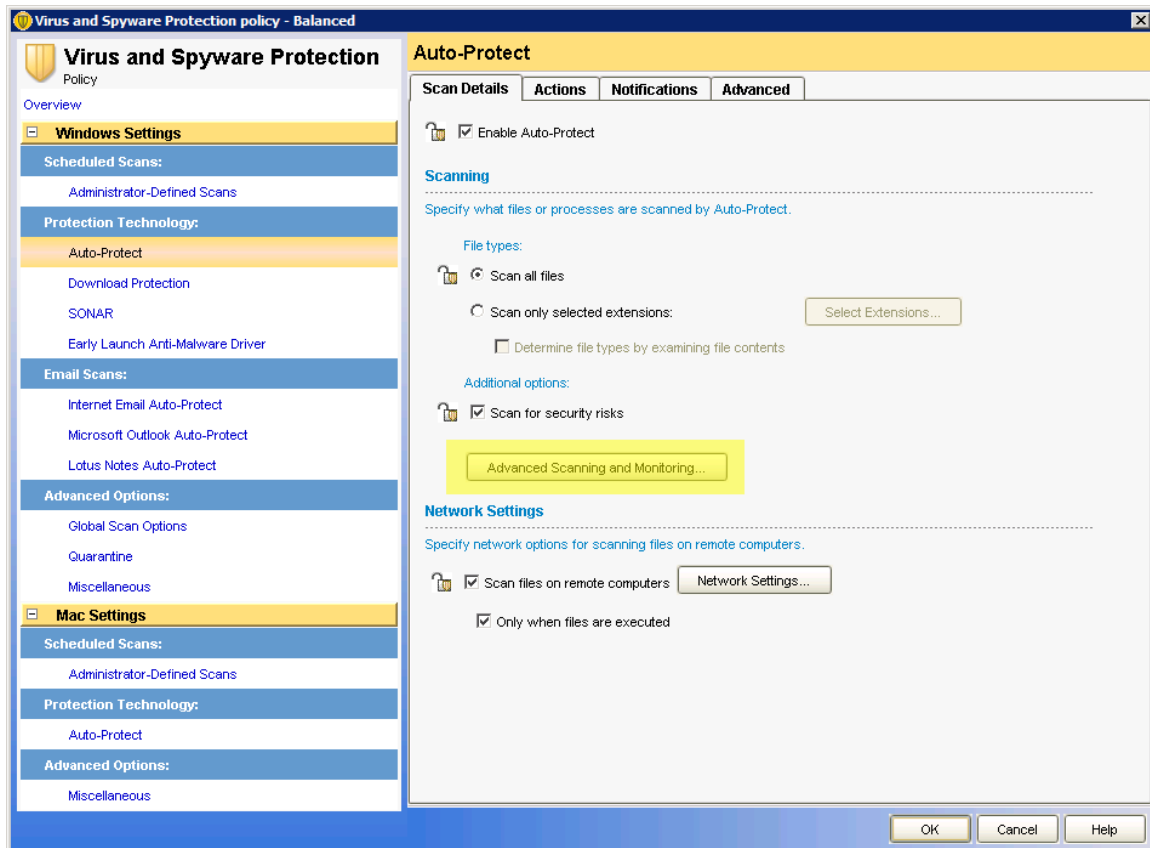 Virus and Spyware Protection policy - Balanced
Virus and Spyware Protection
Policy
Overview
Windows Settings
Scheduled Scans:
Administrator-Defined Scans
Protection Technology:
Auto-Protect
Download Protection
SONAR
Early Launch Anti-Malware Driver
Email Scans:
Internet Email Auto-Protect
Microsoft Outlook Auto-Protect
Lotus Notes Auto-Protect
Advanced Options:
Global Scan Options
Quarantine
Miscellaneous
Mac Settings
Scheduled Scans:
Administrator-Defined Scans
Protection Technology:
Auto-Protect
Advanced Options:
Miscellaneous
Auto-Protect
Scan Details Actions Notifications Advanced
Enable Auto-Protect
Scanning
Specify what files or processes are scanned by Auto-Protect.
File types:
Scan all files
Scan only selected extensions: Select Extensions...
Determine file types by examining file contents
Additional options:
Scan for security risks
Advanced Scanning and Monitoring...
Network Settings
Specify network options for scanning files on remote computers.
Scan files on remote computers Network Settings...
Only when files are executed
OK Cancel Help